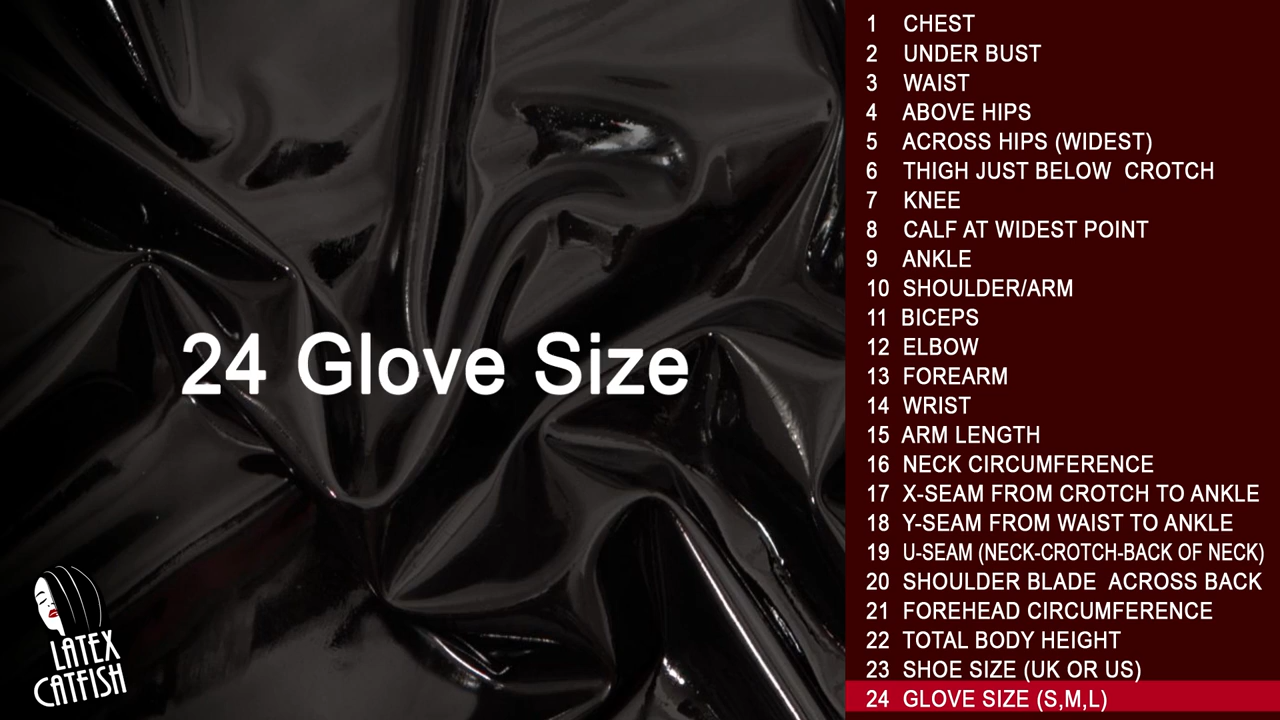 24 Glove Size
LATEX
CATFISH
1 CHEST
2 UNDER BUST
3 WAIST
4 ABOVE HIPS
5 ACROSS HIPS (WIDEST)
6 THIGH JUST BELOW CROTCH
7 KNEE
8 CALF AT WIDEST POINT
9 ANKLE
10 SHOULDER/ARM
11 BICEPS
12 ELBOW
13 FOREARM
14 WRIST
15 ARM LENGTH
16 NECK CIRCUMFERENCE
17 X-SEAM FROM CROTCH TO ANKLE
18 Y-SEAM FROM WAIST TO ANKLE
19 U-SEAM (NECK-CROTCH-BACK OF NECK)
20 SHOULDER BLADE ACROSS BACK
21 FOREHEAD CIRCUMFERENCE
22 TOTAL BODY HEIGHT
23 SHOE SIZE (UK OR US)
24 GLOVE SIZE (S,M,L)